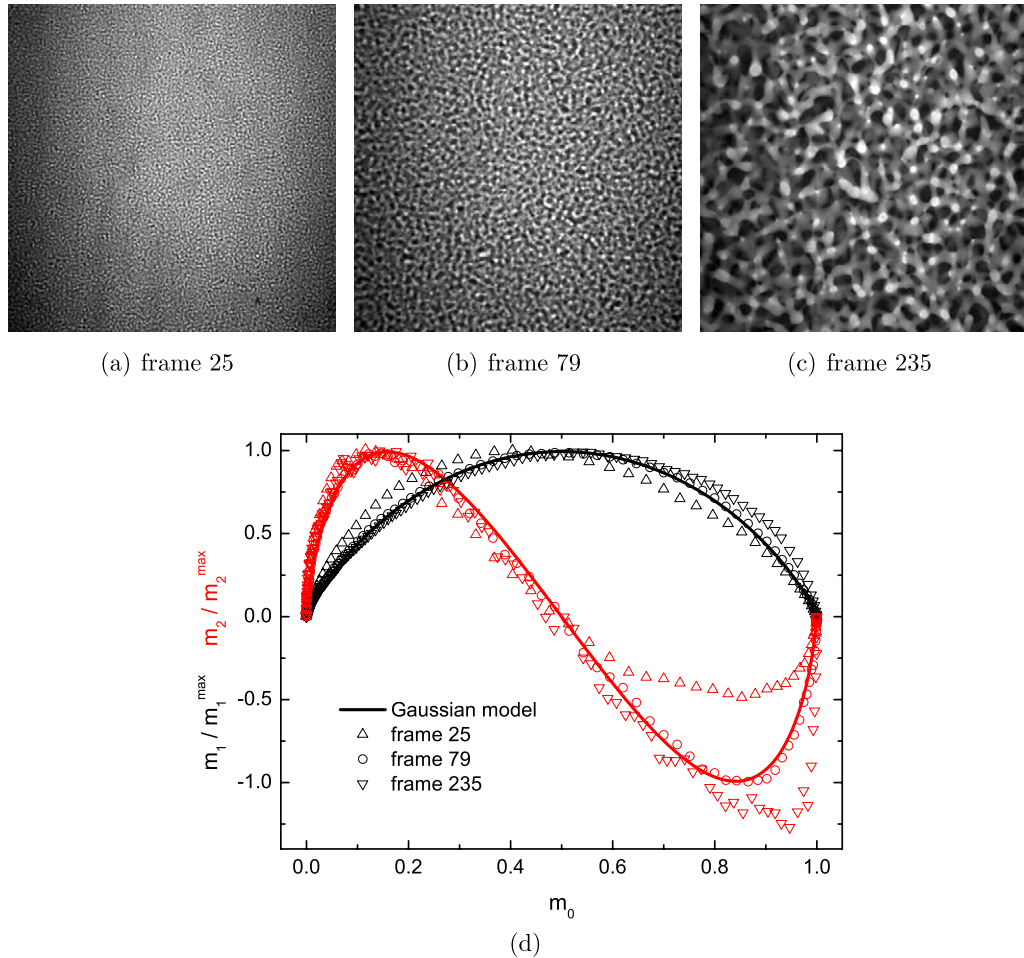 (a) frame 25
(b) frame 79
(c) frame 235
m₁ / m₁ᵐᵃˣ m₂ / m₂ᵐᵃˣ
1.0
0.5
0.0
-0.5
-1.0
Gaussian model
frame 25
frame 79
frame 235
0.0 0.2 0.4 0.6 0.8 1.0
m₀
(d)